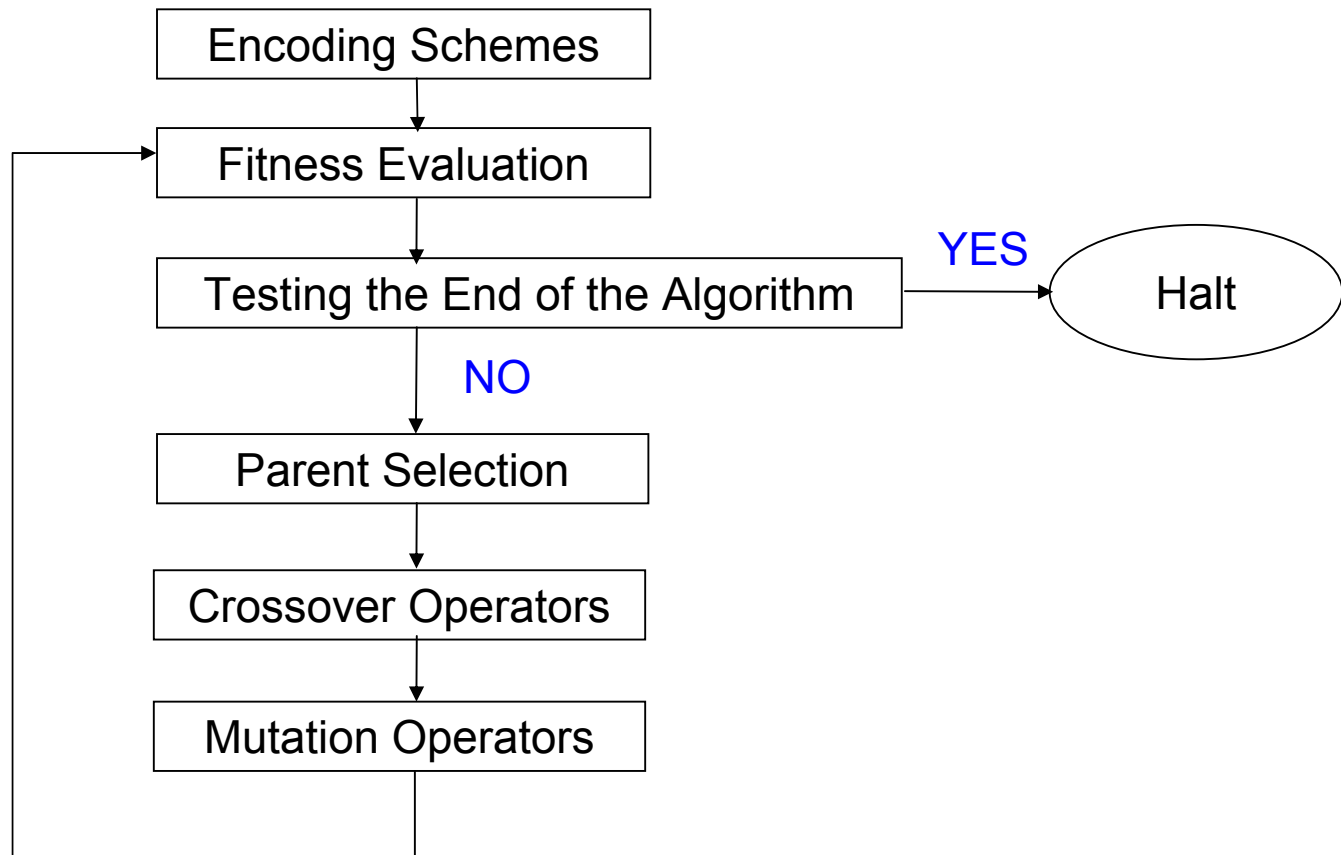 Encoding Schemes
Fitness Evaluation
YES
Testing the End of the Algorithm
Halt
NO
Parent Selection
Crossover Operators
Mutation Operators